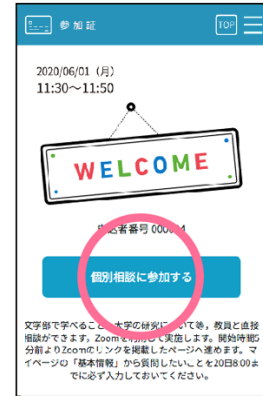 参加証
TOP
2020/06/01（月）
11:30～11:50
WELCOME
者番号
個別相談に参加する
文学部で学べること 大学の研究に いて等，教員と直接
相談ができます。Zoomを利用して実施します。開始時間5
分前よりZoomのリンクを掲載したページへ進めます。マ
イページの「基本情報」から質問したいことを20日8:00ま
でに必ず入力しておいてください。